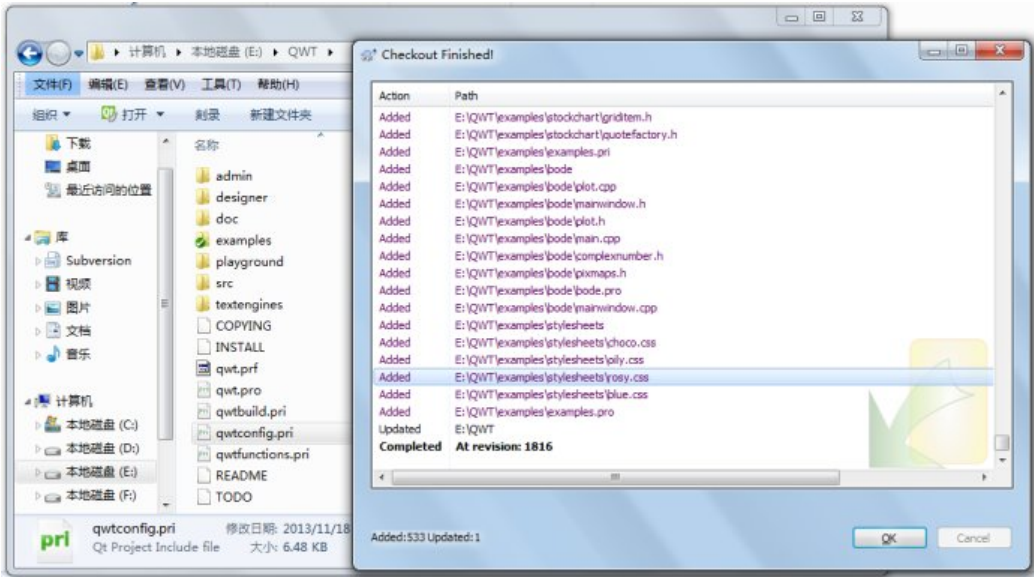 计算机 ▸ 本地磁盘 (E:) ▸ QWT ▸
文件(F) 编辑(E) 查看(V) 工具(T) 帮助(H)
组织 打开 刻录 新建文件夹
下载
桌面
最近访问的位置
库
Subversion
视频
图片
文档
音乐
计算机
本地磁盘 (C:)
本地磁盘 (D:)
本地磁盘 (E:)
本地磁盘 (F:)
名称
admin
designer
doc
examples
playground
src
textengines
COPYING
INSTALL
qwt.prf
qwt.pro
qwtbuild.pri
qwtconfig.pri
qwtfunctions.pri
README
TODO
pri
qwtconfig.pri 修改日期: 2013/11/18
Qt Project Include file 大小: 6.48 KB
Checkout Finished!
Action Path
Added E:\QWT\examples\stockchart\griditem.h
Added E:\QWT\examples\stockchart\quotefactory.h
Added E:\QWT\examples\examples.pri
Added E:\QWT\examples\bode
Added E:\QWT\examples\bode\plot.cpp
Added E:\QWT\examples\bode\mainwindow.h
Added E:\QWT\examples\bode\plot.h
Added E:\QWT\examples\bode\main.cpp
Added E:\QWT\examples\bode\complexnumber.h
Added E:\QWT\examples\bode\pixmaps.h
Added E:\QWT\examples\bode\bode.pro
Added E:\QWT\examples\bode\mainwindow.cpp
Added E:\QWT\examples\stylesheets
Added E:\QWT\examples\stylesheets\choco.css
Added E:\QWT\examples\stylesheets\oily.css
Added E:\QWT\examples\stylesheets\rosy.css
Added E:\QWT\examples\stylesheets\blue.css
Added E:\QWT\examples\examples.pro
Updated E:\QWT
Completed At revision: 1816
Added:533 Updated:1
OK Cancel